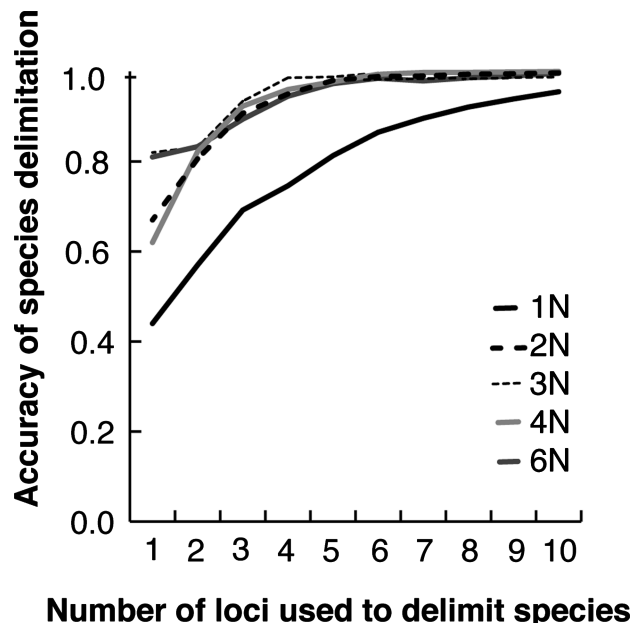 Accuracy of species delimitation
1.0
0.8
0.6
0.4
0.2
0.0
1N
2N
3N
4N
6N
1 2 3 4 5 6 7 8 9 10
Number of loci used to delimit species